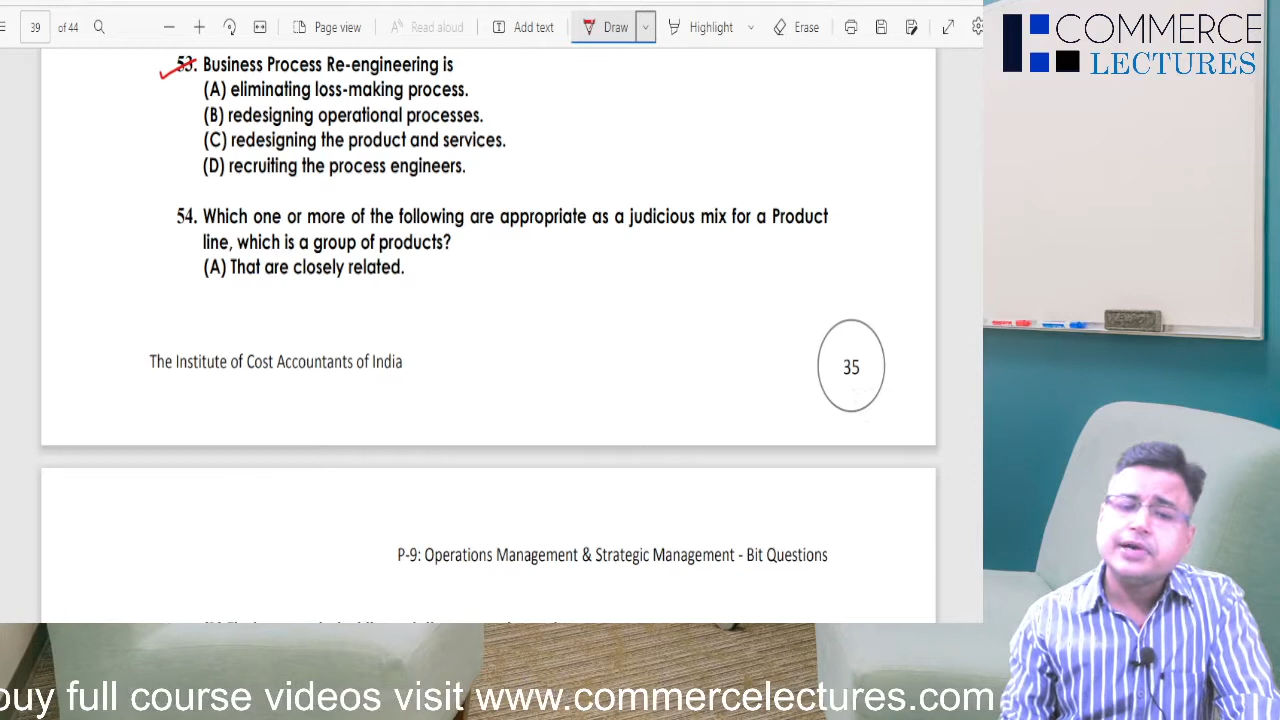 39 of 44 Page view Read aloud Add text Draw Highlight Erase
COMMERCE
LECTURES
53. Business Process Re-engineering is
(A) eliminating loss-making process.
(B) redesigning operational processes.
(C) redesigning the product and services.
(D) recruiting the process engineers.
54. Which one or more of the following are appropriate as a judicious mix for a Product
line, which is a group of products?
(A) That are closely related.
The Institute of Cost Accountants of India
35
P-9: Operations Management & Strategic Management - Bit Questions
buy full course videos visit www.commercelectures.com